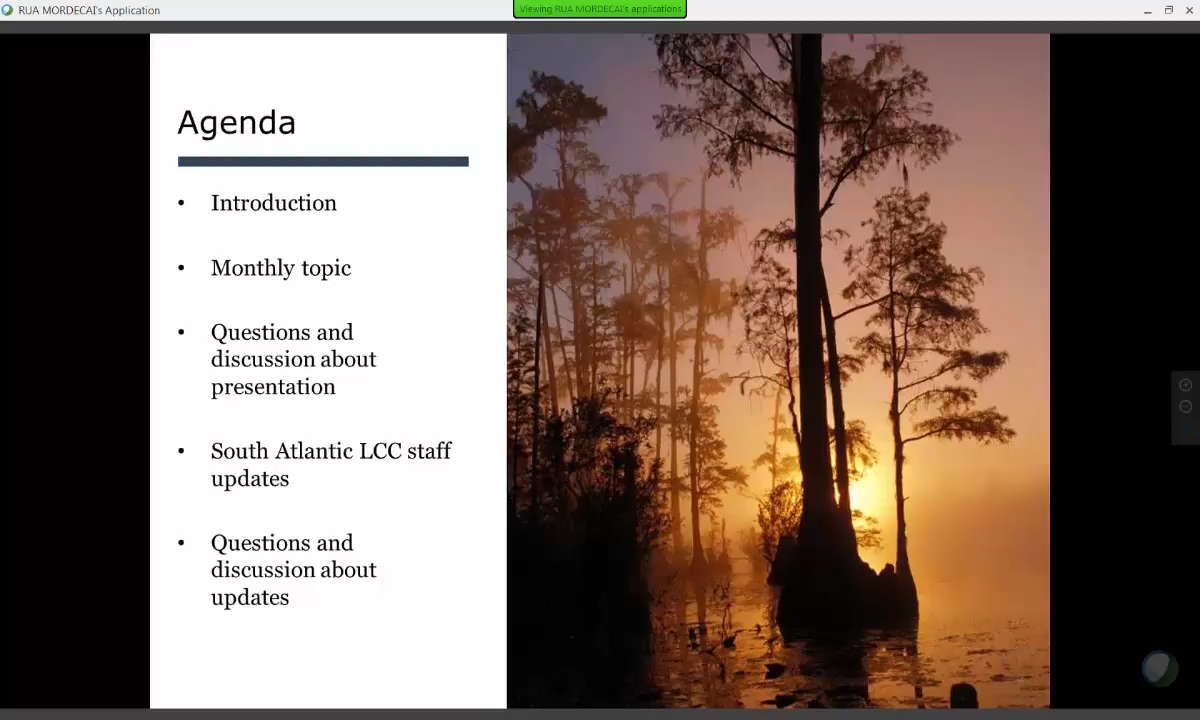 RUA MORDECAI's Application
Viewing RUA MORDECAI's applications
Agenda
• Introduction
• Monthly topic
• Questions and
discussion about
presentation
• South Atlantic LCC staff
updates
• Questions and
discussion about
updates